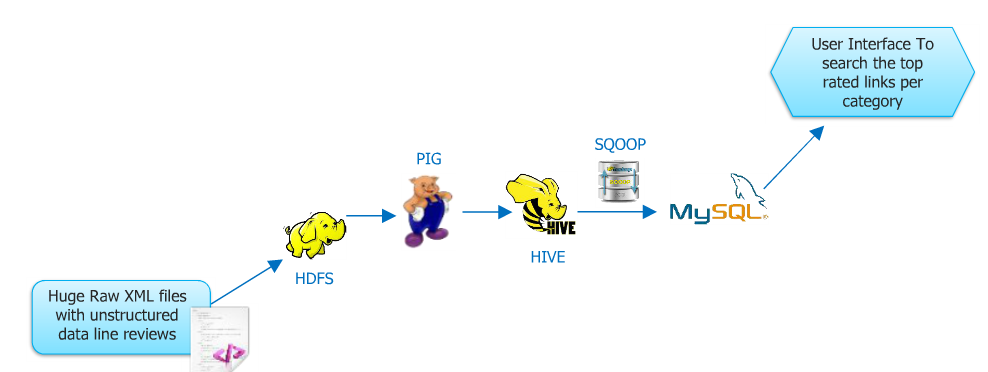 User Interface To
search the top
rated links per
category
SQOOP
PIG
HIVE
MySQL
HDFS
HIVE
Huge Raw XML files
with unstructured
data line reviews